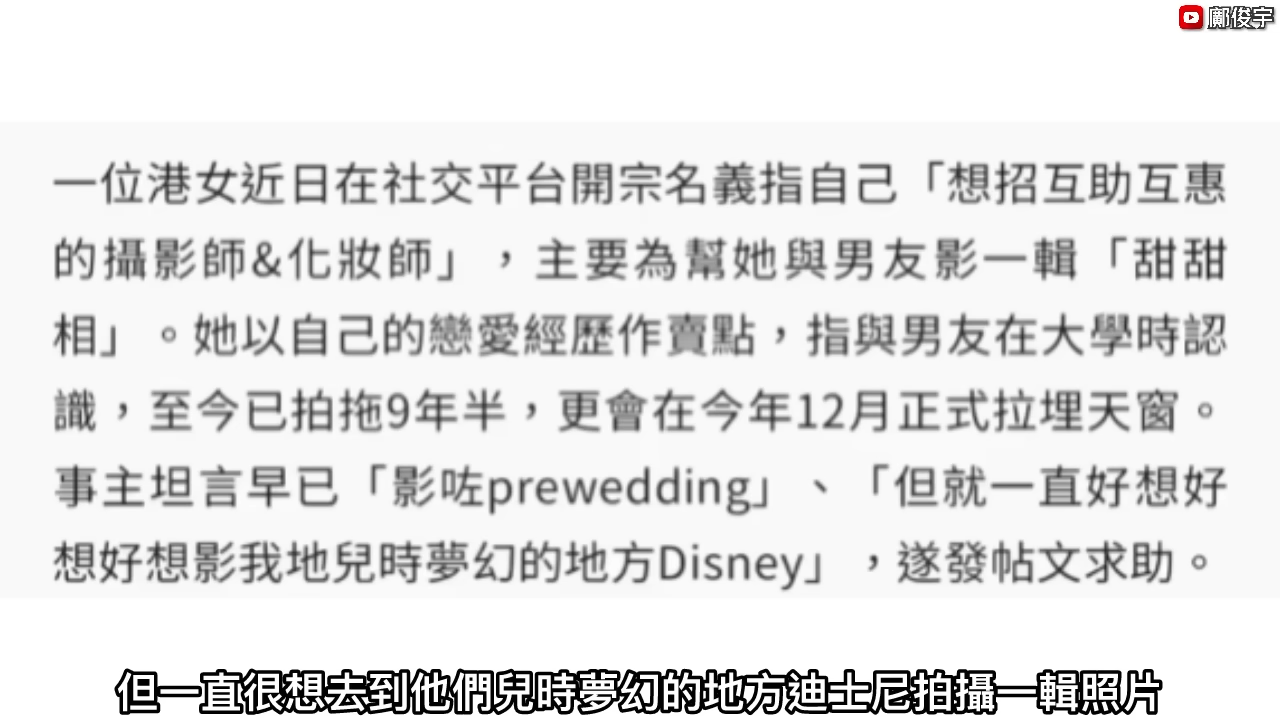 鄺俊宇
一位港女近日在社交平台開宗名義指自己「想招互助互惠
的攝影師&化妝師」，主要為幫她與男友影一輯「甜甜
相」。她以自己的戀愛經歷作賣點，指與男友在大學時認
識，至今已拍拖9年半，更會在今年12月正式拉埋天窗。
事主坦言早已「影咗prewedding」、「但就一直好想好
想好想影我地兒時夢幻的地方Disney」，遂發帖文求助。
但一直很想去到他們兒時夢幻的地方迪士尼拍攝一輯照片